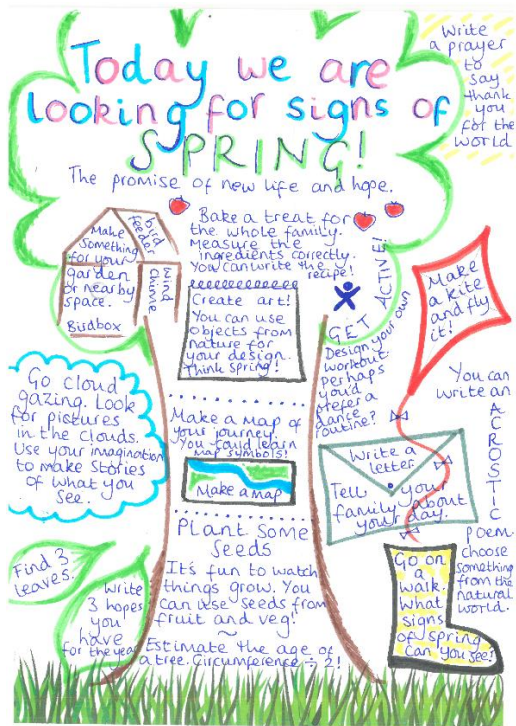 Today we are
looking for signs of
SPRING!
The promise of new life and hope.
Write
a prayer
to
say
thank
you
for the
world
Make
something
for your
garden
or nearby
space.
Birdbox
bird
feeder
wind
chime
Bake a treat for
the whole family.
Measure the
ingredients correctly.
You can write the
recipe!
Create art!
You can use
objects from
nature for
your design.
Think spring!
GET ACTIVE!
Design your own
workout.
perhaps
you'd
prefer a
dance
routine?
Make
a kite
and fly
it!
Go cloud
gazing. Look
for pictures
in the clouds.
Use your imagination
to make stories
of what you
see.
Make a map of
your journey.
You could learn
map symbols!
Make a map
You can
write an
ACROSTIC
poem.
choose
something
from the
natural
world.
Write a
letter.
Tell your
family about
your day.
Plant Some
Seeds
It's fun to watch
things grow. You
can use seeds from
fruit and veg!
~
Estimate the age of
a tree. Circumference ÷ 2!
Find 3
leaves.
Write
3 hopes
you
have
for the year
Go on
a
walk.
What
signs
of spring
can you see?